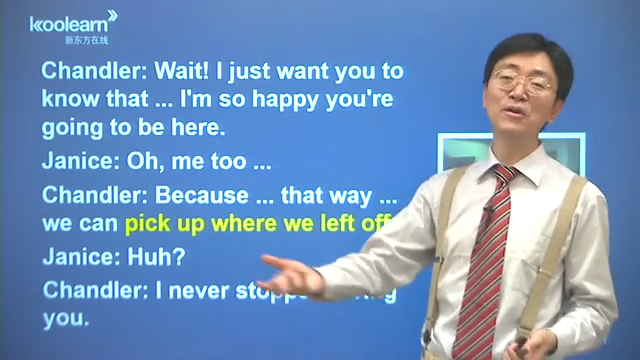 koolearn
新东方在线
Chandler: Wait! I just want you to
know that ... I'm so happy you're
going to be here.
Janice: Oh, me too ...
Chandler: Because ... that way ...
we can pick up where we left off
Janice: Huh?
Chandler: I never
you.